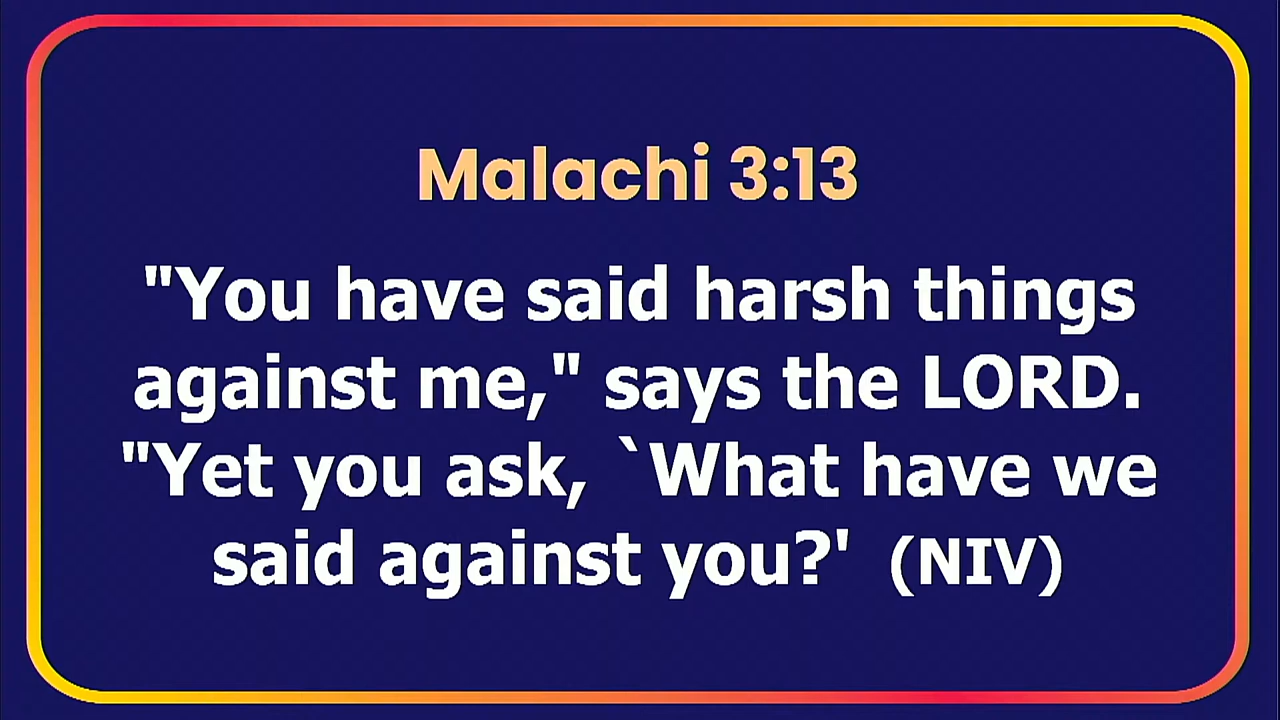 Malachi 3:13
"You have said harsh things
against me," says the LORD.
"Yet you ask, `What have we
said against you?' (NIV)